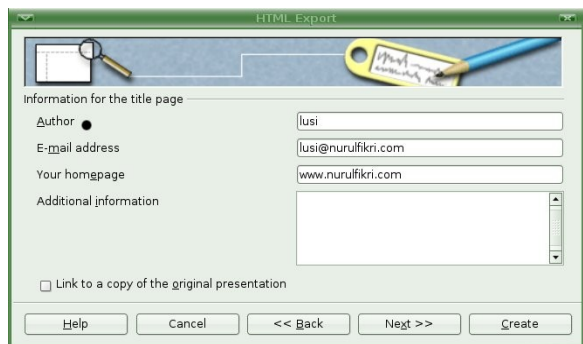 HTML Export
Information for the title page
Author
lusi
E-mail address
lusi@nurulfikri.com
Your homepage
www.nurulfikri.com
Additional information
Link to a copy of the original presentation
Help
Cancel
<< Back
Next >>
Create